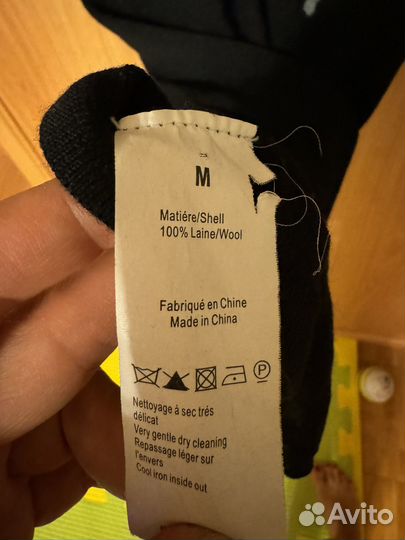 M
Matiére/Shell
100% Laine/Wool
Fabriqué en Chine
Made in China
P
Nettoyage à sec trés
délicat
Very gentle dry cleaning
Repassage léger sur
l'envers
Cool iron inside out
Avito